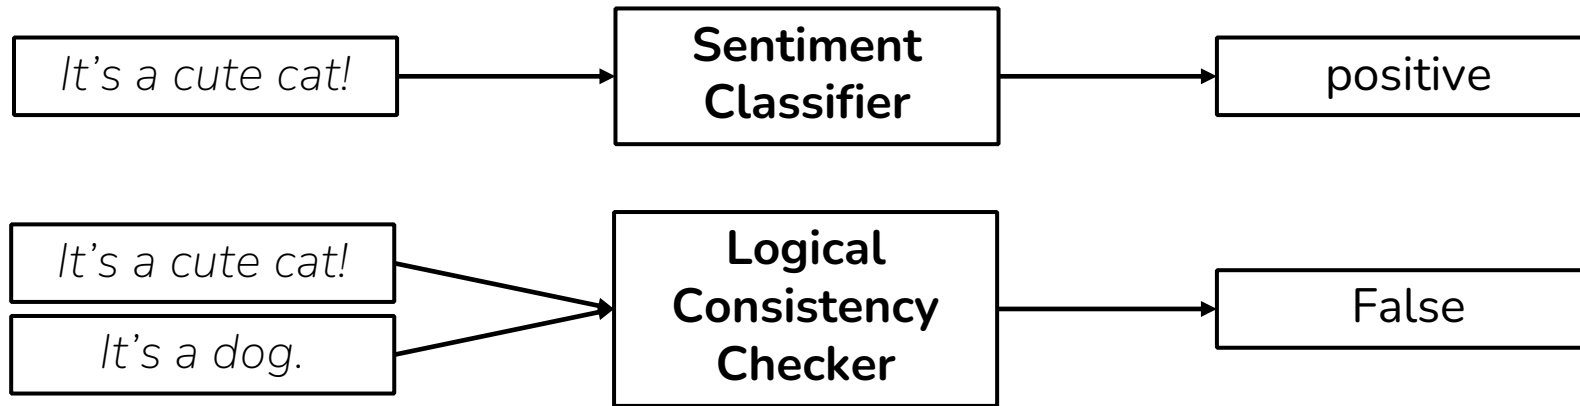 It’s a cute cat!
Sentiment
Classifier
positive
It’s a cute cat!
It’s a dog.
Logical
Consistency
Checker
False